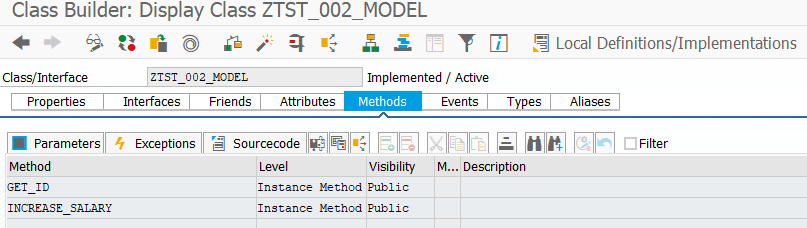 Class Builder: Display Class ZTST_002_MODEL
Local Definitions/Implementations
Class/Interface ZTST_002_MODEL Implemented / Active
Properties Interfaces Friends Attributes Methods Events Types Aliases
Parameters Exceptions Sourcecode Filter
Method Level Visibility M... Description
GET_ID Instance Method Public
INCREASE_SALARY Instance Method Public